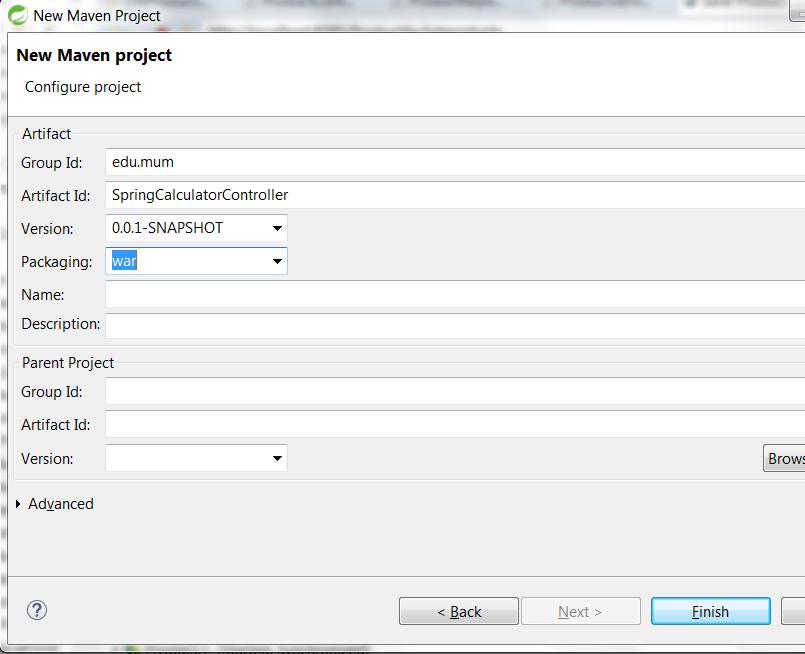 New Maven Project
New Maven project
Configure project
Artifact
Group Id: edu.mum
Artifact Id: SpringCalculatorController
Version: 0.0.1-SNAPSHOT
Packaging: war
Name:
Description:
Parent Project
Group Id:
Artifact Id:
Version:
Brows
Advanced
? < Back Next > Finish